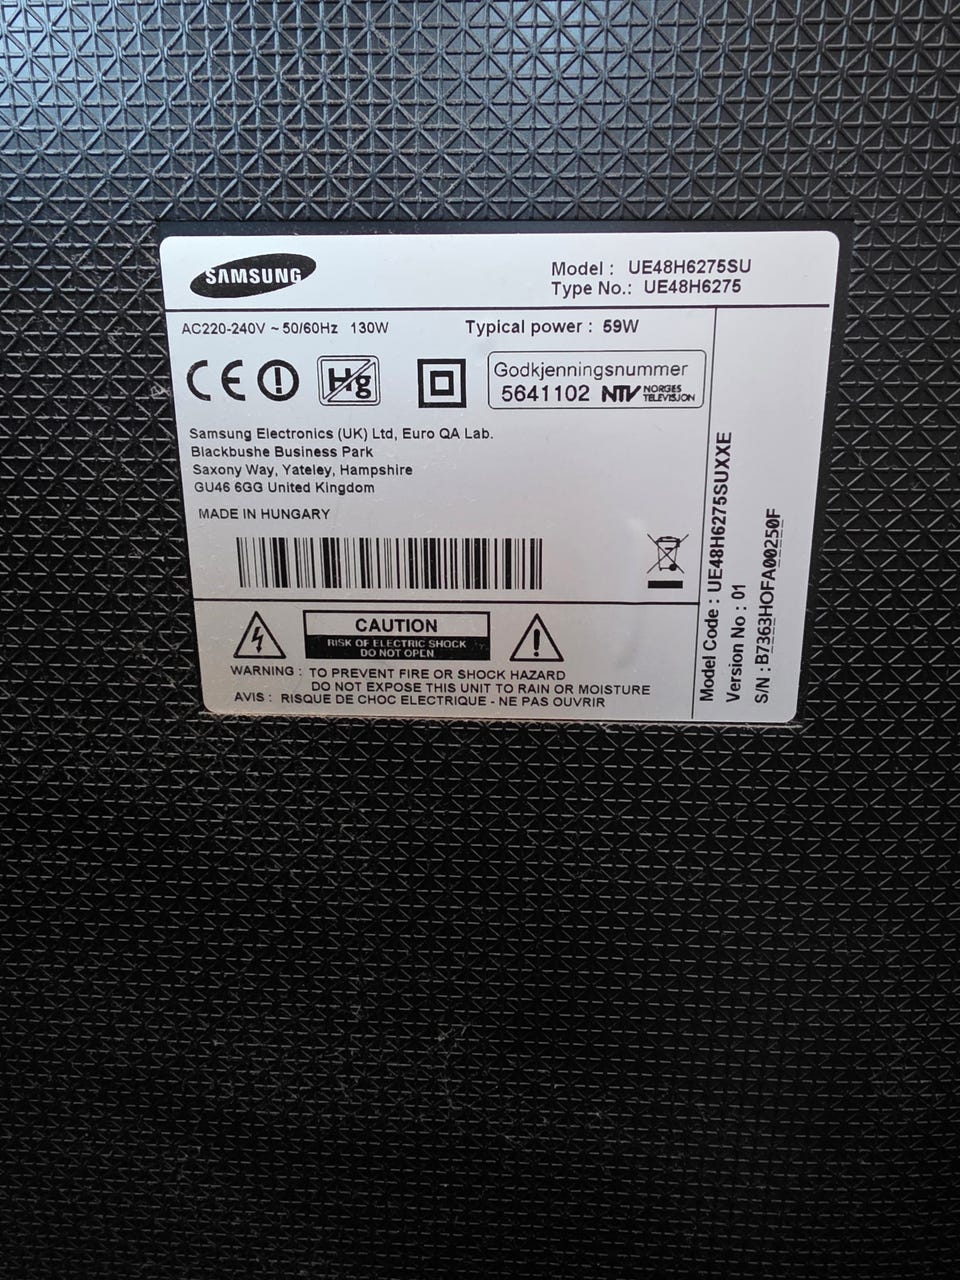 SAMSUNG
Model : UE48H6275SU
Type No.: UE48H6275
AC220-240V ~ 50/60Hz 130W
Typical power : 59W
CE
Hg
Godkjenningsnummer
5641102 NTV NORGES TELEVISJON
Samsung Electronics (UK) Ltd, Euro QA Lab.
Blackbushe Business Park
Saxony Way, Yateley, Hampshire
GU46 6GG United Kingdom
MADE IN HUNGARY
CAUTION
RISK OF ELECTRIC SHOCK
DO NOT OPEN
WARNING : TO PREVENT FIRE OR SHOCK HAZARD
DO NOT EXPOSE THIS UNIT TO RAIN OR MOISTURE
AVIS : RISQUE DE CHOC ELECTRIQUE - NE PAS OUVRIR
Model Code : UE48H6275SUXXE
Version No : 01
S/N : B7363HOFA00250F